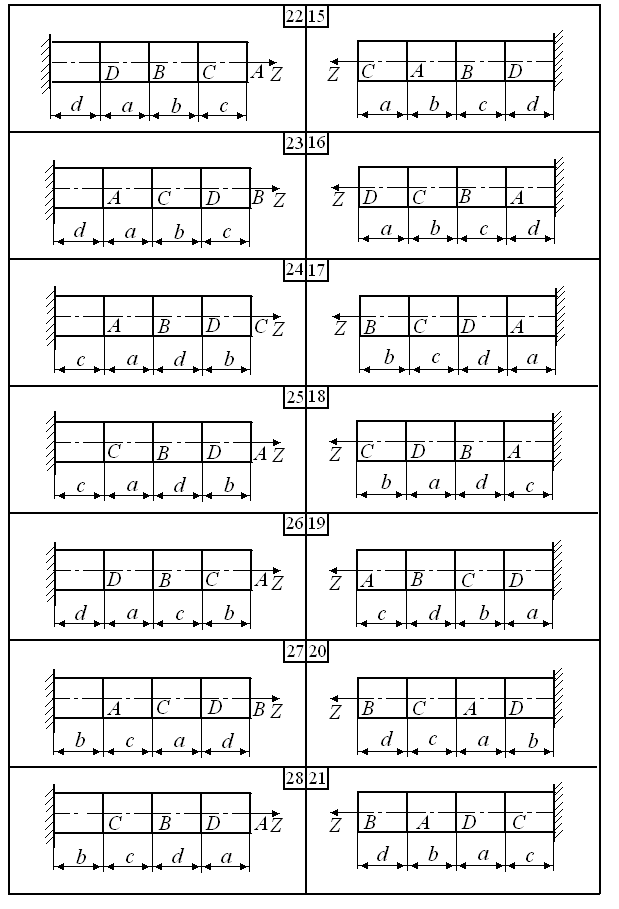 22 15
D B C A Z
d a b c
Z C A B D
a b c d
23 16
A C D B Z
d a b c
Z D C B A
a b c d
24 17
A B D C Z
c a d b
Z B C D A
b c d a
25 18
C B D A Z
c a d b
Z C D B A
b a d c
26 19
D B C A Z
d a c b
Z A B C D
c d b a
27 20
A C D B Z
b c a d
Z B C A D
d c a b
28 21
C B D A Z
b c d a
Z B A D C
d b a c